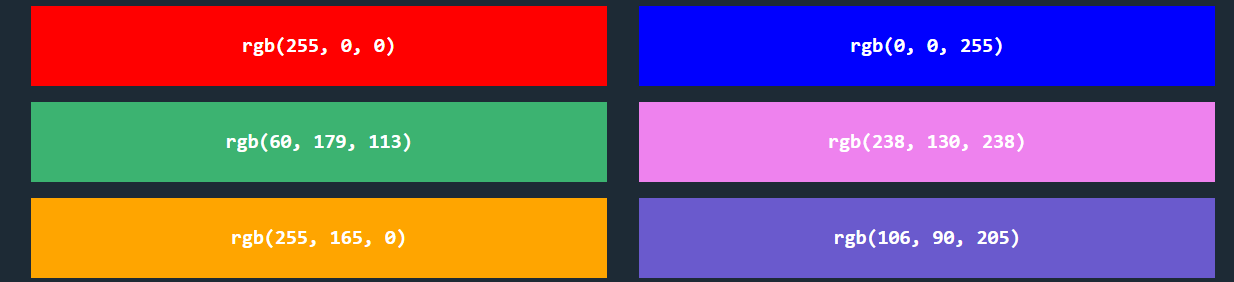 rgb(255, 0, 0)
rgb(0, 0, 255)
rgb(60, 179, 113)
rgb(238, 130, 238)
rgb(255, 165, 0)
rgb(106, 90, 205)